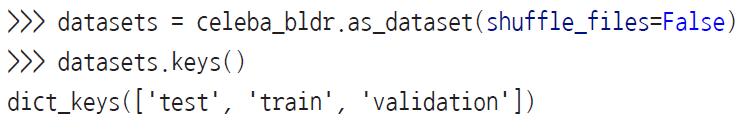 >>> datasets = celeba_bldr.as_dataset(shuffle_files=False)
>>> datasets.keys()
dict_keys(['test', 'train', 'validation'])